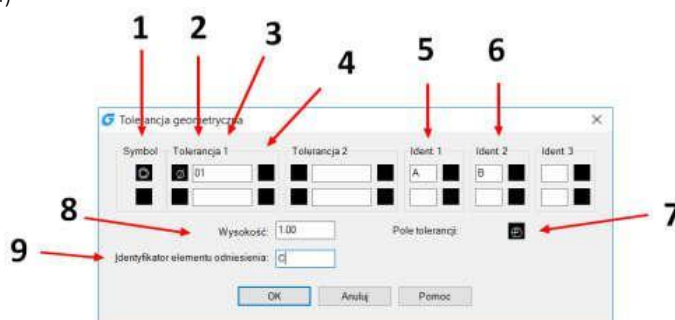 1 2 3 4 5 6
Tolerancja geometryczna
Symbol Tolerancja 1 Tolerancja 2 Ident 1 Ident 2 Ident 3
Ø 01 A B
8 Wysokość: 1.00 Pole tolerancji: Ⓟ 7
9 Identyfikator elementu odniesienia: C
OK Anuluj Pomoc